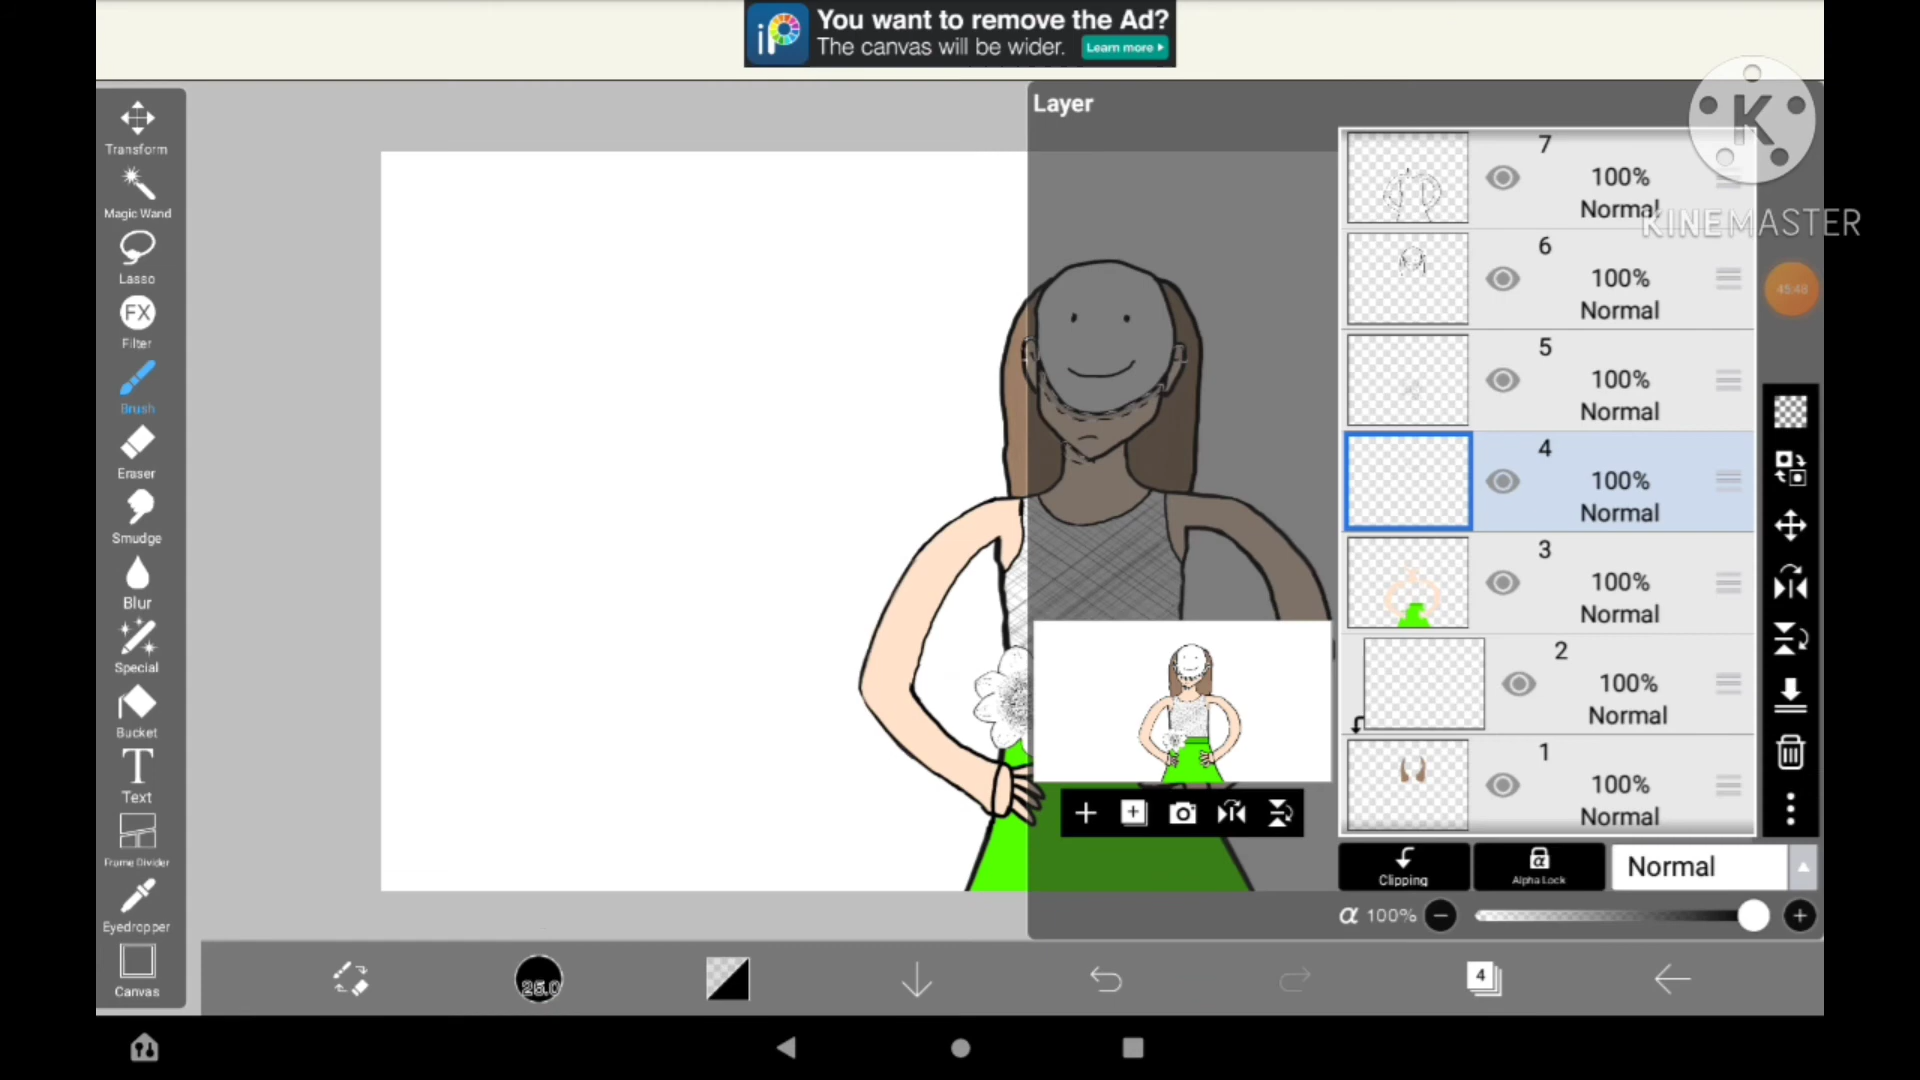 iP
You want to remove the Ad?
The canvas will be wider.
Learn more
Layer
K
KINEMASTER
Transform
Magic Wand
Lasso
FX
Filter
Brush
Eraser
Smudge
Blur
Special
Bucket
T
Text
Frame Divider
Eyedropper
Canvas
7
100%
Normal
6
100%
Normal
5
100%
Normal
4
100%
Normal
3
100%
Normal
2
100%
Normal
1
100%
Normal
45:48
Clipping
α
Alpha Lock
Normal
α 100%
25.0
4